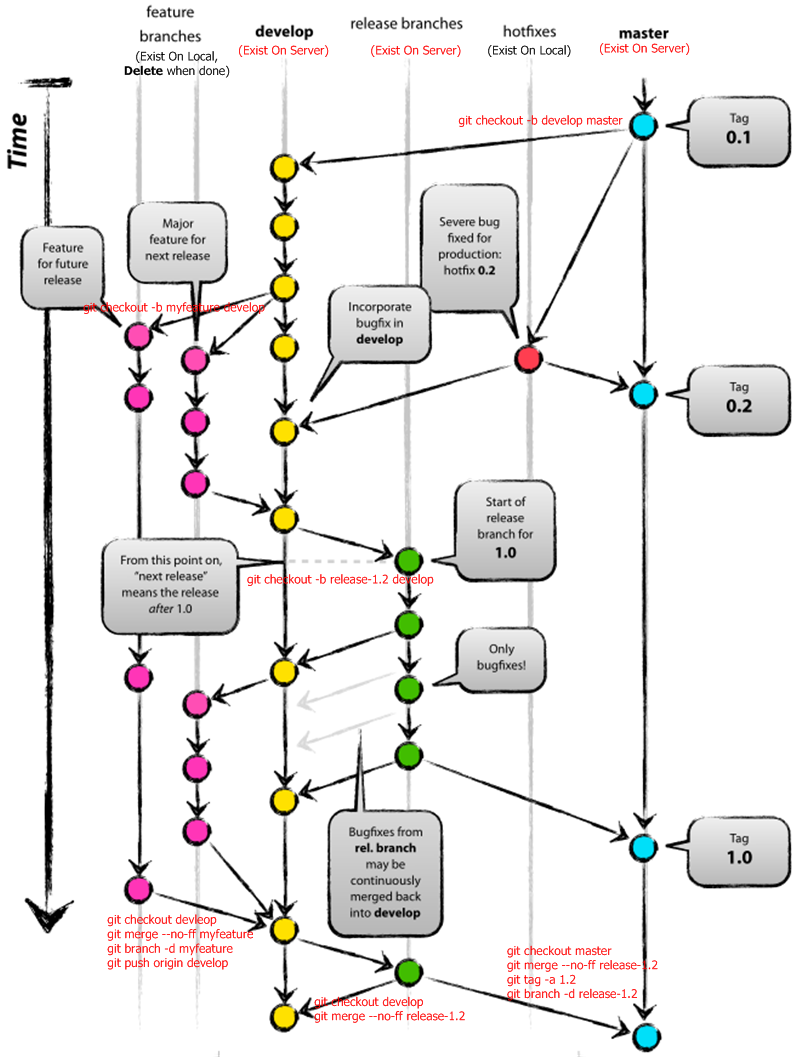 feature
branches
(Exist On Local,
Delete when done)
develop
(Exist On Server)
release branches
(Exist On Server)
hotfixes
(Exist On Local)
master
(Exist On Server)
Time
git checkout -b develop master
Tag
0.1
Feature
for future
release
Major
feature for
next release
Severe bug
fixed for
production:
hotfix 0.2
git checkout -b myfeature develop
Incorporate
bugfix in
develop
Tag
0.2
Start of
release
branch for
1.0
From this point on,
“next release”
means the release
after 1.0
git checkout -b release-1.2 develop
Only
bugfixes!
Bugfixes from
rel. branch
may be
continuously
merged back
into develop
Tag
1.0
git checkout devleop
git merge --no-ff myfeature
git branch -d myfeature
git push origin develop
git checkout master
git merge --no-ff release-1.2
git tag -a 1.2
git branch -d release-1.2
git checkout develop
git merge --no-ff release-1.2